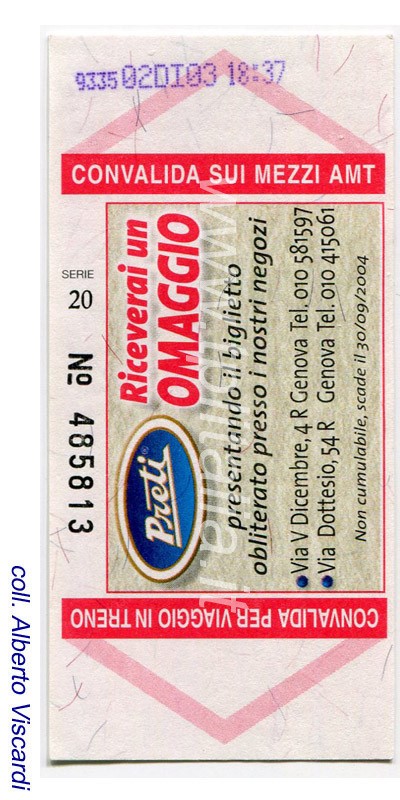 9335 02DI03 18:37
CONVALIDA SUI MEZZI AMT
SERIE
20
No 485813
Riceverai un
OMAGGIO
Preti®
presentando il biglietto
obliterato presso i nostri negozi
Via V Dicembre, 4 R Genova Tel. 010 581597
Via Dottesio, 54 R Genova Tel. 010 415061
Non cumulabile, scade il 30/09/2004
CONVALIDA PER VIAGGIO IN TRENO
coll. Alberto Viscardi